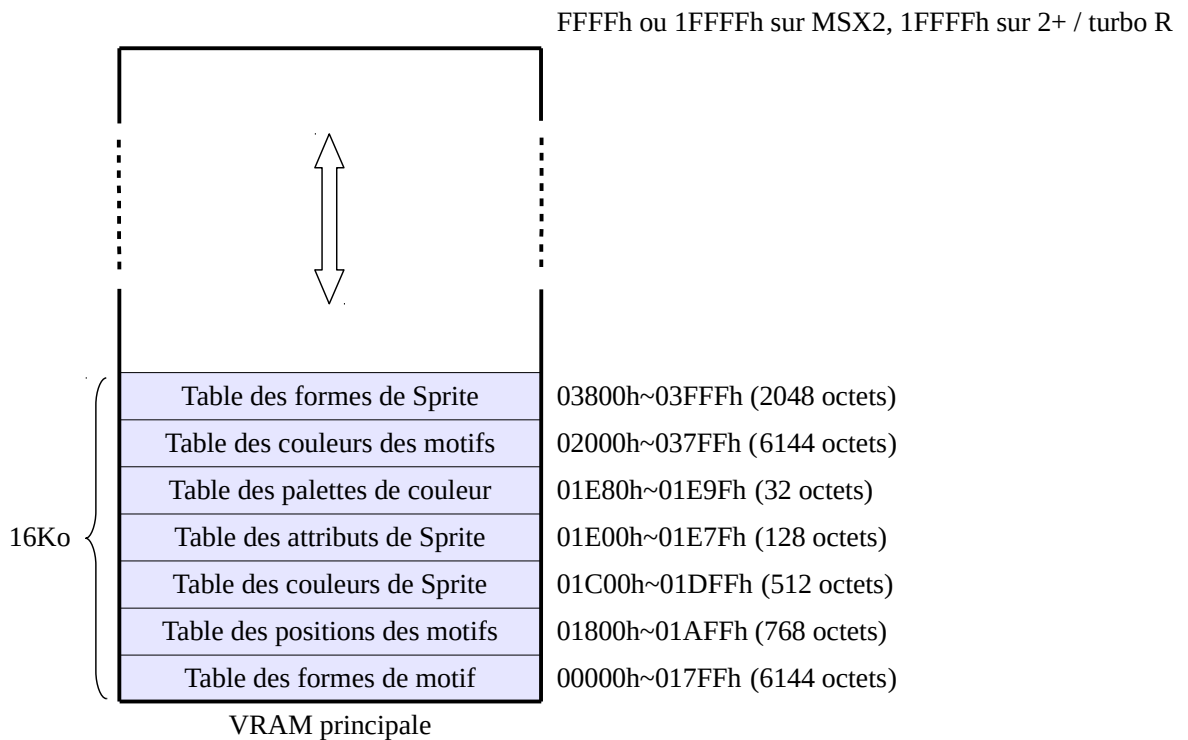 FFFFh ou 1FFFFh sur MSX2, 1FFFFh sur 2+ / turbo R
Table des formes de Sprite 03800h~03FFFh (2048 octets)
Table des couleurs des motifs 02000h~037FFh (6144 octets)
Table des palettes de couleur 01E80h~01E9Fh (32 octets)
16Ko Table des attributs de Sprite 01E00h~01E7Fh (128 octets)
Table des couleurs de Sprite 01C00h~01DFFh (512 octets)
Table des positions des motifs 01800h~01AFFh (768 octets)
Table des formes de motif 00000h~017FFh (6144 octets)
VRAM principale